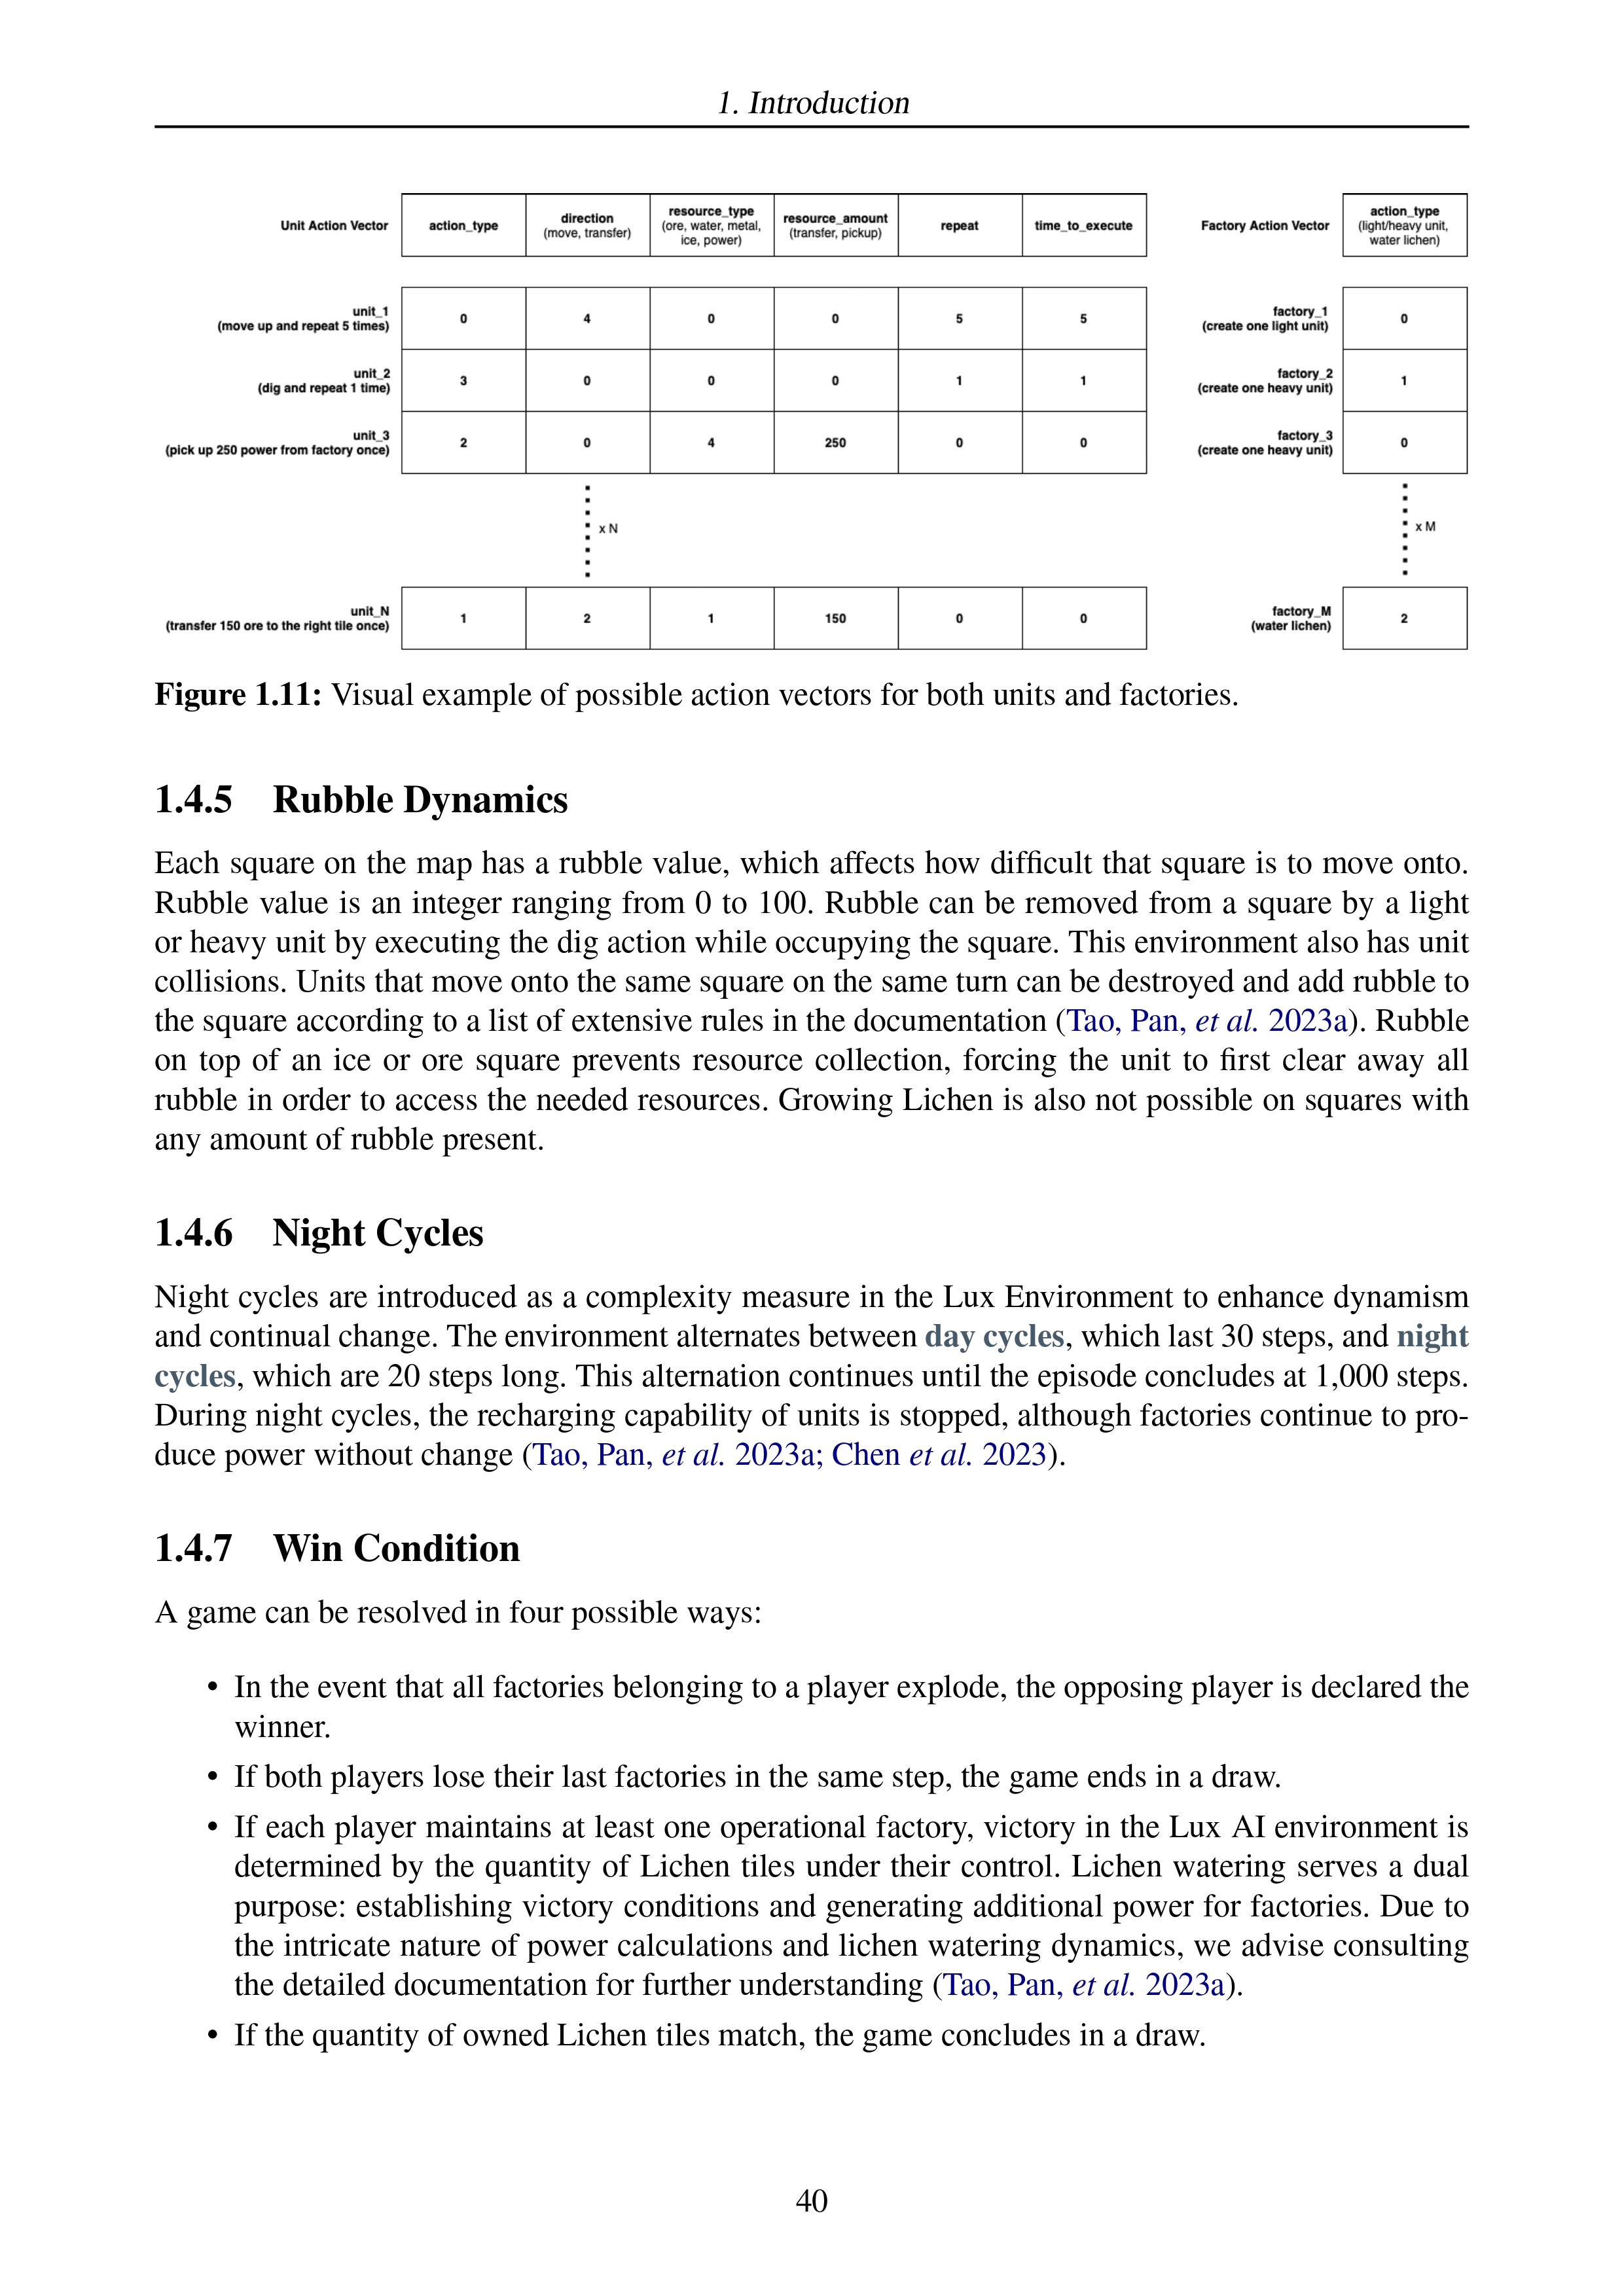 1. Introduction
Unit Action Vector
action_type
direction
(move, transfer)
resource_type
(ore, water, metal,
ice, power)
resource_amount
(transfer, pickup)
repeat
time_to_execute
Factory Action Vector
action_type
(light/heavy unit,
water lichen)
unit_1
(move up and repeat 5 times)
0 4 0 0 5 5
factory_1
(create one light unit)
0
unit_2
(dig and repeat 1 time)
3 0 0 0 1 1
factory_2
(create one heavy unit)
1
unit_3
(pick up 250 power from factory once)
2 0 4 250 0 0
factory_3
(create one heavy unit)
0
x N
x M
unit_N
(transfer 150 ore to the right tile once)
1 2 1 150 0 0
factory_M
(water lichen)
2
Figure 1.11: Visual example of possible action vectors for both units and factories.
1.4.5 Rubble Dynamics
Each square on the map has a rubble value, which affects how difficult that square is to move onto.
Rubble value is an integer ranging from 0 to 100. Rubble can be removed from a square by a light
or heavy unit by executing the dig action while occupying the square. This environment also has unit
collisions. Units that move onto the same square on the same turn can be destroyed and add rubble to
the square according to a list of extensive rules in the documentation (Tao, Pan, et al. 2023a). Rubble
on top of an ice or ore square prevents resource collection, forcing the unit to first clear away all
rubble in order to access the needed resources. Growing Lichen is also not possible on squares with
any amount of rubble present.
1.4.6 Night Cycles
Night cycles are introduced as a complexity measure in the Lux Environment to enhance dynamism
and continual change. The environment alternates between day cycles, which last 30 steps, and night
cycles, which are 20 steps long. This alternation continues until the episode concludes at 1,000 steps.
During night cycles, the recharging capability of units is stopped, although factories continue to pro-
duce power without change (Tao, Pan, et al. 2023a; Chen et al. 2023).
1.4.7 Win Condition
A game can be resolved in four possible ways:
• In the event that all factories belonging to a player explode, the opposing player is declared the
winner.
• If both players lose their last factories in the same step, the game ends in a draw.
• If each player maintains at least one operational factory, victory in the Lux AI environment is
determined by the quantity of Lichen tiles under their control. Lichen watering serves a dual
purpose: establishing victory conditions and generating additional power for factories. Due to
the intricate nature of power calculations and lichen watering dynamics, we advise consulting
the detailed documentation for further understanding (Tao, Pan, et al. 2023a).
• If the quantity of owned Lichen tiles match, the game concludes in a draw.
40